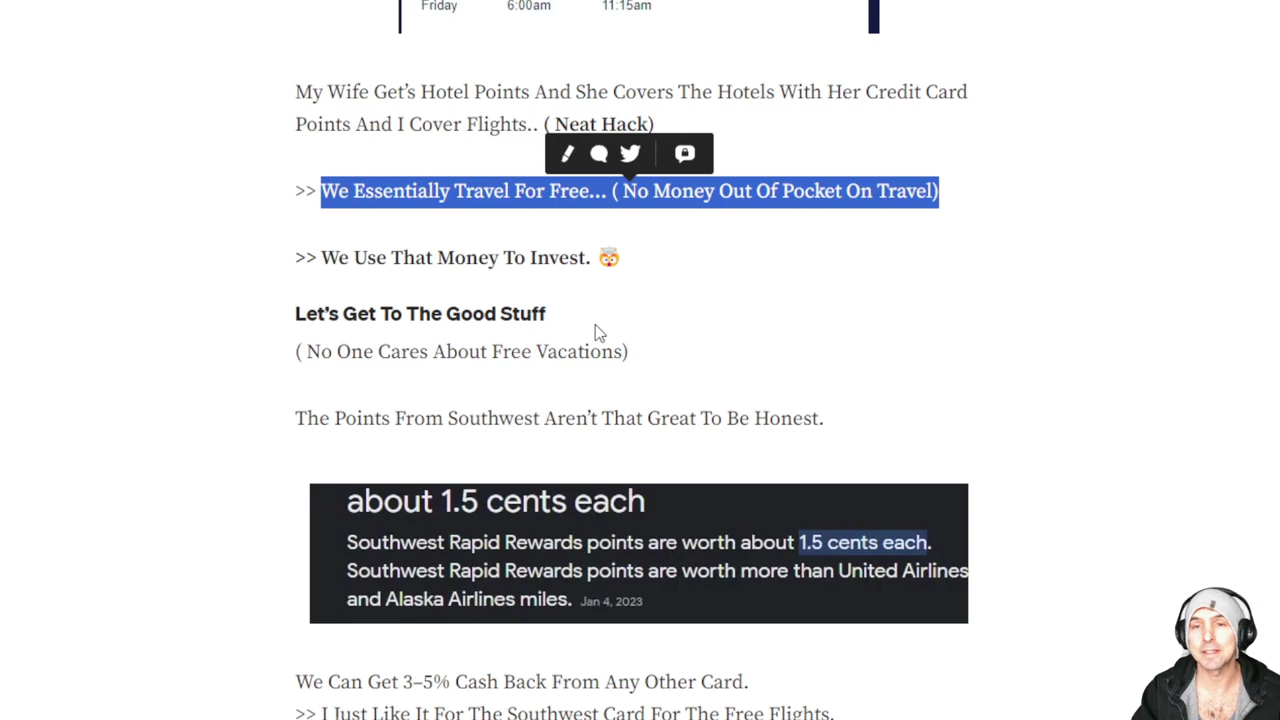 Friday 6:00am 11:15am
My Wife Get's Hotel Points And She Covers The Hotels With Her Credit Card
Points And I Cover Flights.. ( Neat Hack)
>> We Essentially Travel For Free… ( No Money Out Of Pocket On Travel)
>> We Use That Money To Invest. 🤯
Let's Get To The Good Stuff
( No One Cares About Free Vacations)
The Points From Southwest Aren't That Great To Be Honest.
about 1.5 cents each
Southwest Rapid Rewards points are worth about 1.5 cents each.
Southwest Rapid Rewards points are worth more than United Airlines
and Alaska Airlines miles. Jan 4, 2023
We Can Get 3–5% Cash Back From Any Other Card.
>> I Just Like It For The Southwest Card For The Free Flights.